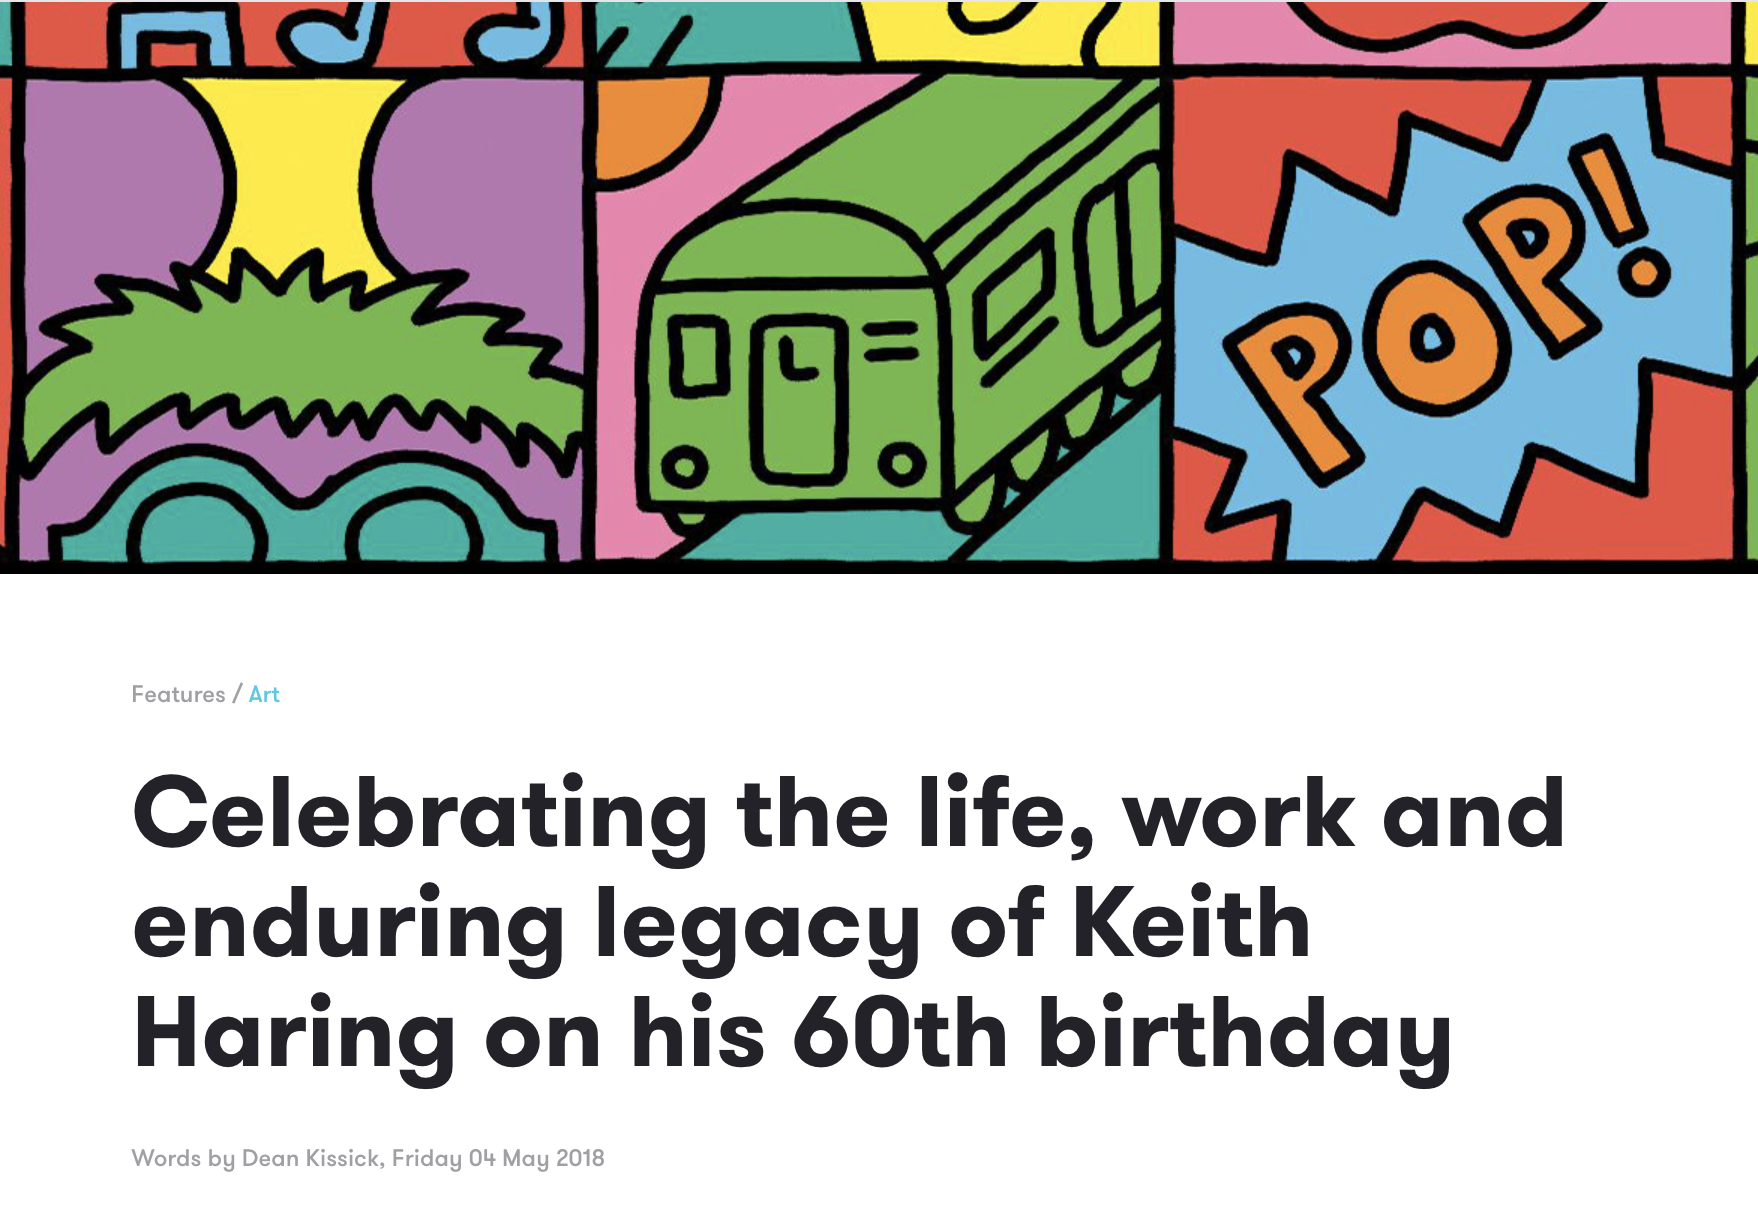 L
POP!
Features / Art
Celebrating the life, work and
enduring legacy of Keith
Haring on his 60th birthday
Words by Dean Kissick, Friday 04 May 2018